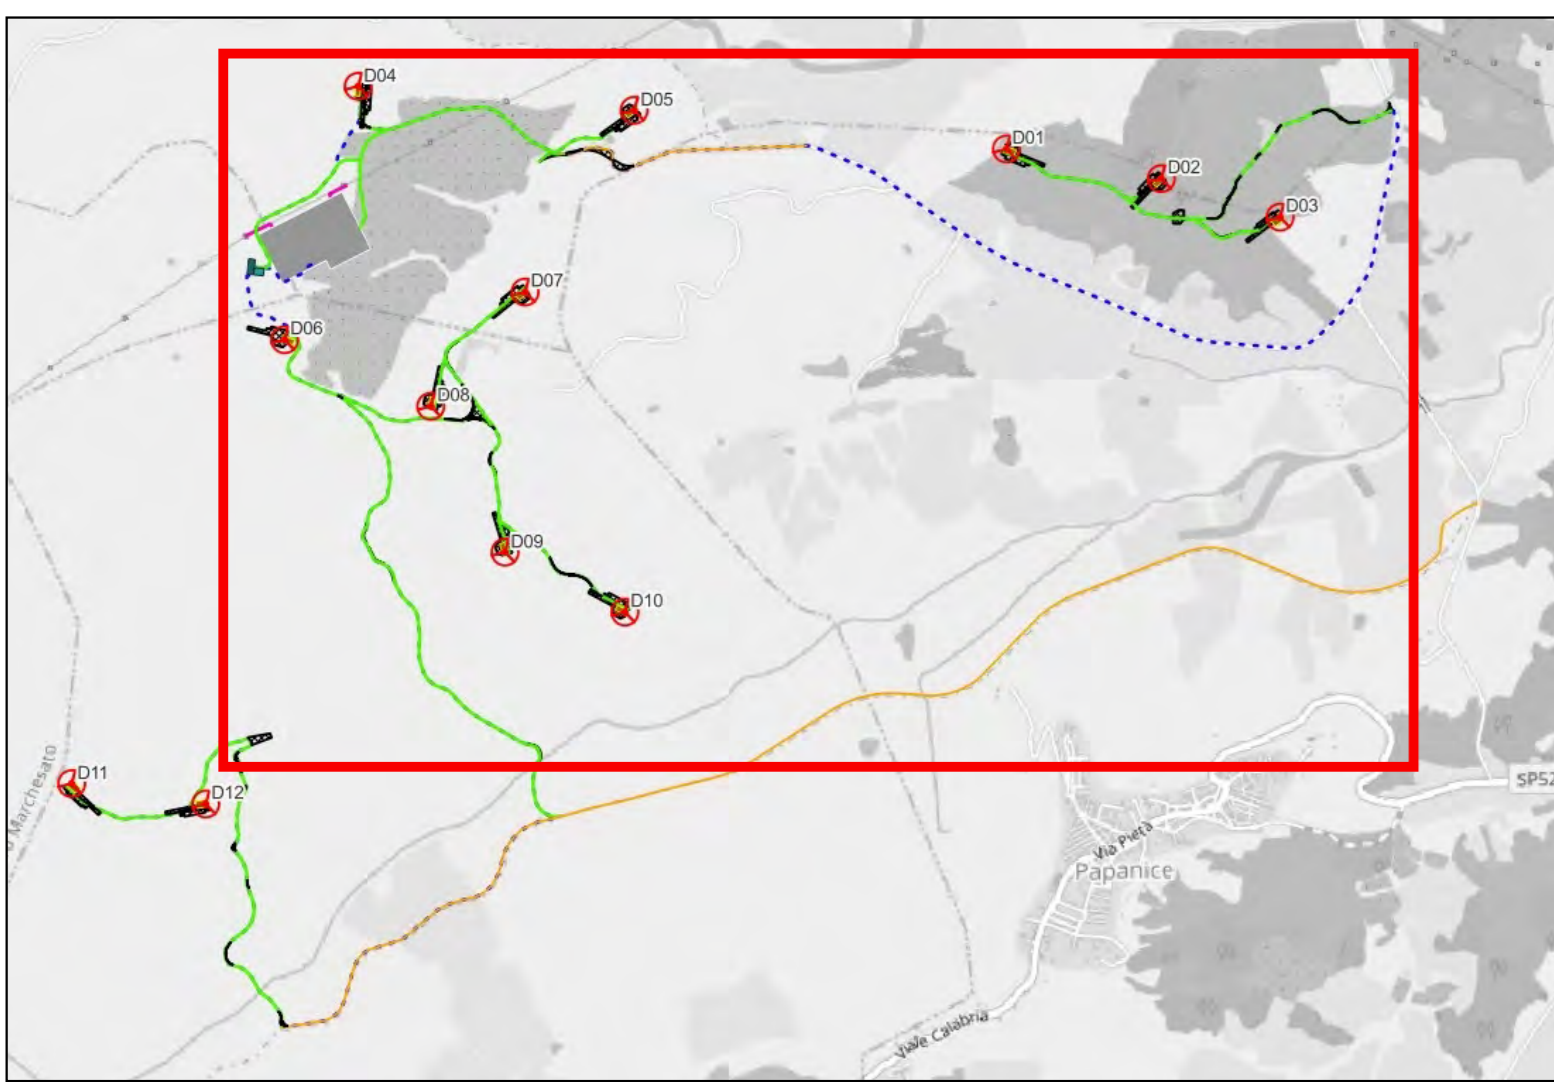 D04
D05
D01
D02
D03
D07
D06
D08
D09
D10
D11
D12
Marchesato
SP52
Via Pietà
Papanice
Viale Calabria